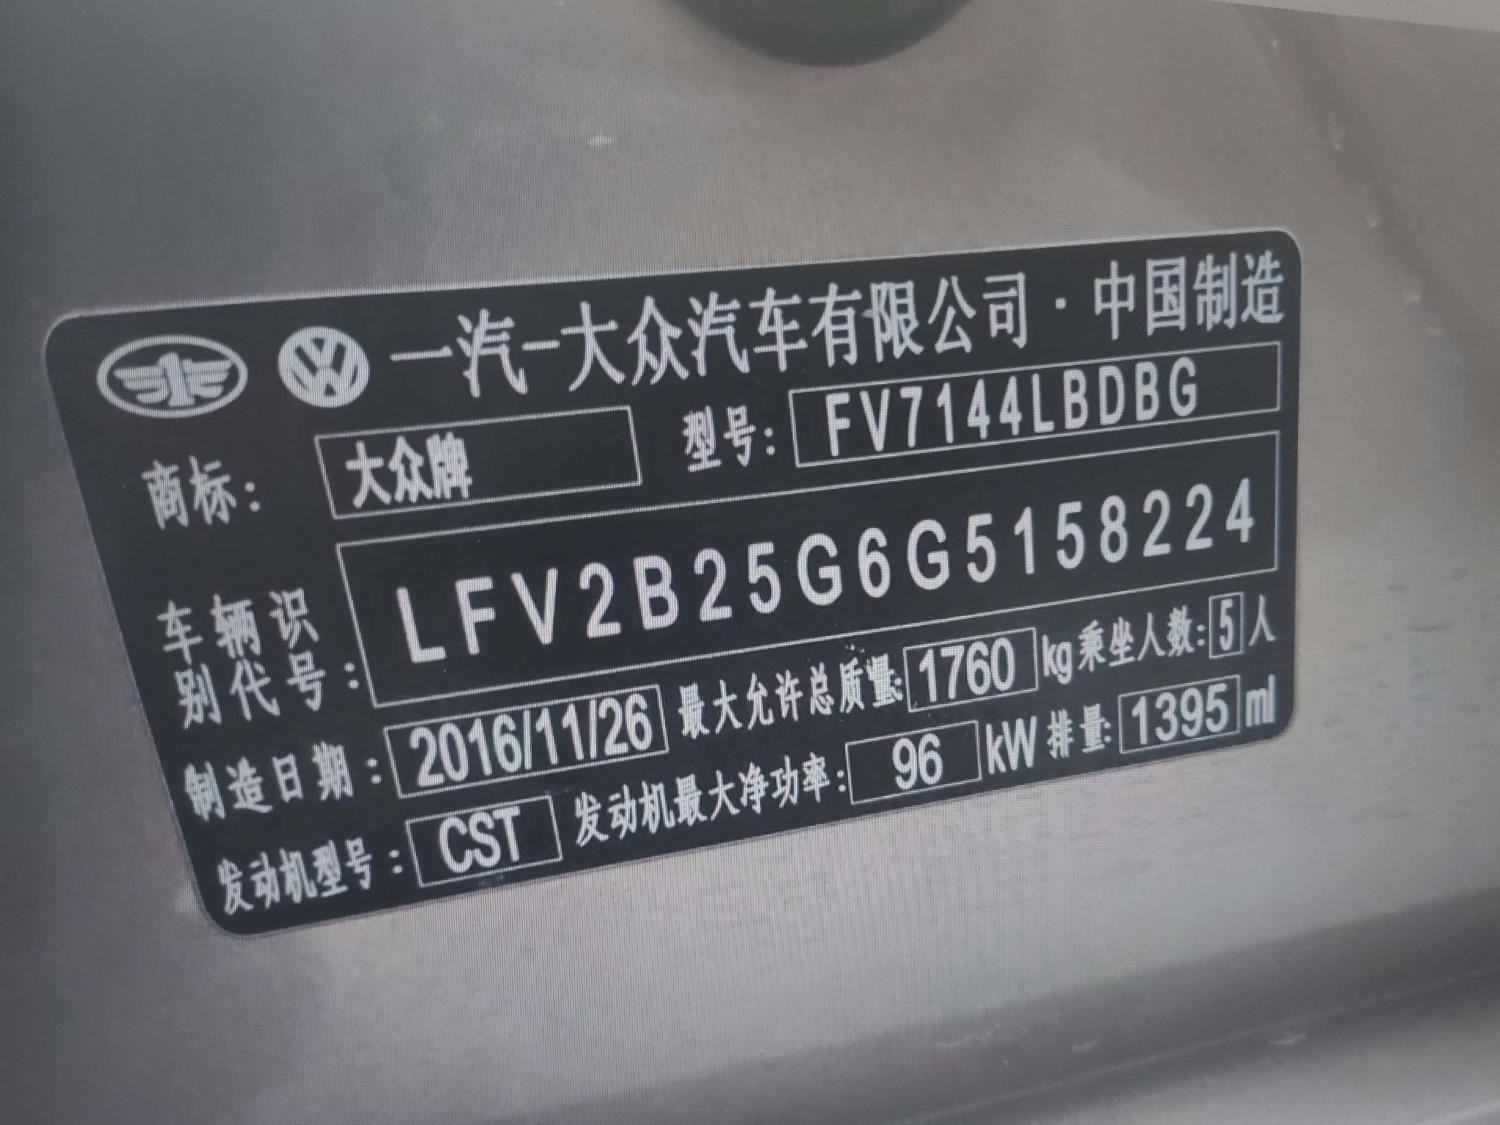 一汽-大众汽车有限公司·中国制造
商标: 大众牌 型号: FV7144LBDBG
车辆识别代号: LFV2B25G6G5158224
制造日期: 2016/11/26 最大允许总质量: 1760 kg 乘坐人数: 5 人
发动机型号: CST 发动机最大净功率: 96 kW 排量: 1395 ml